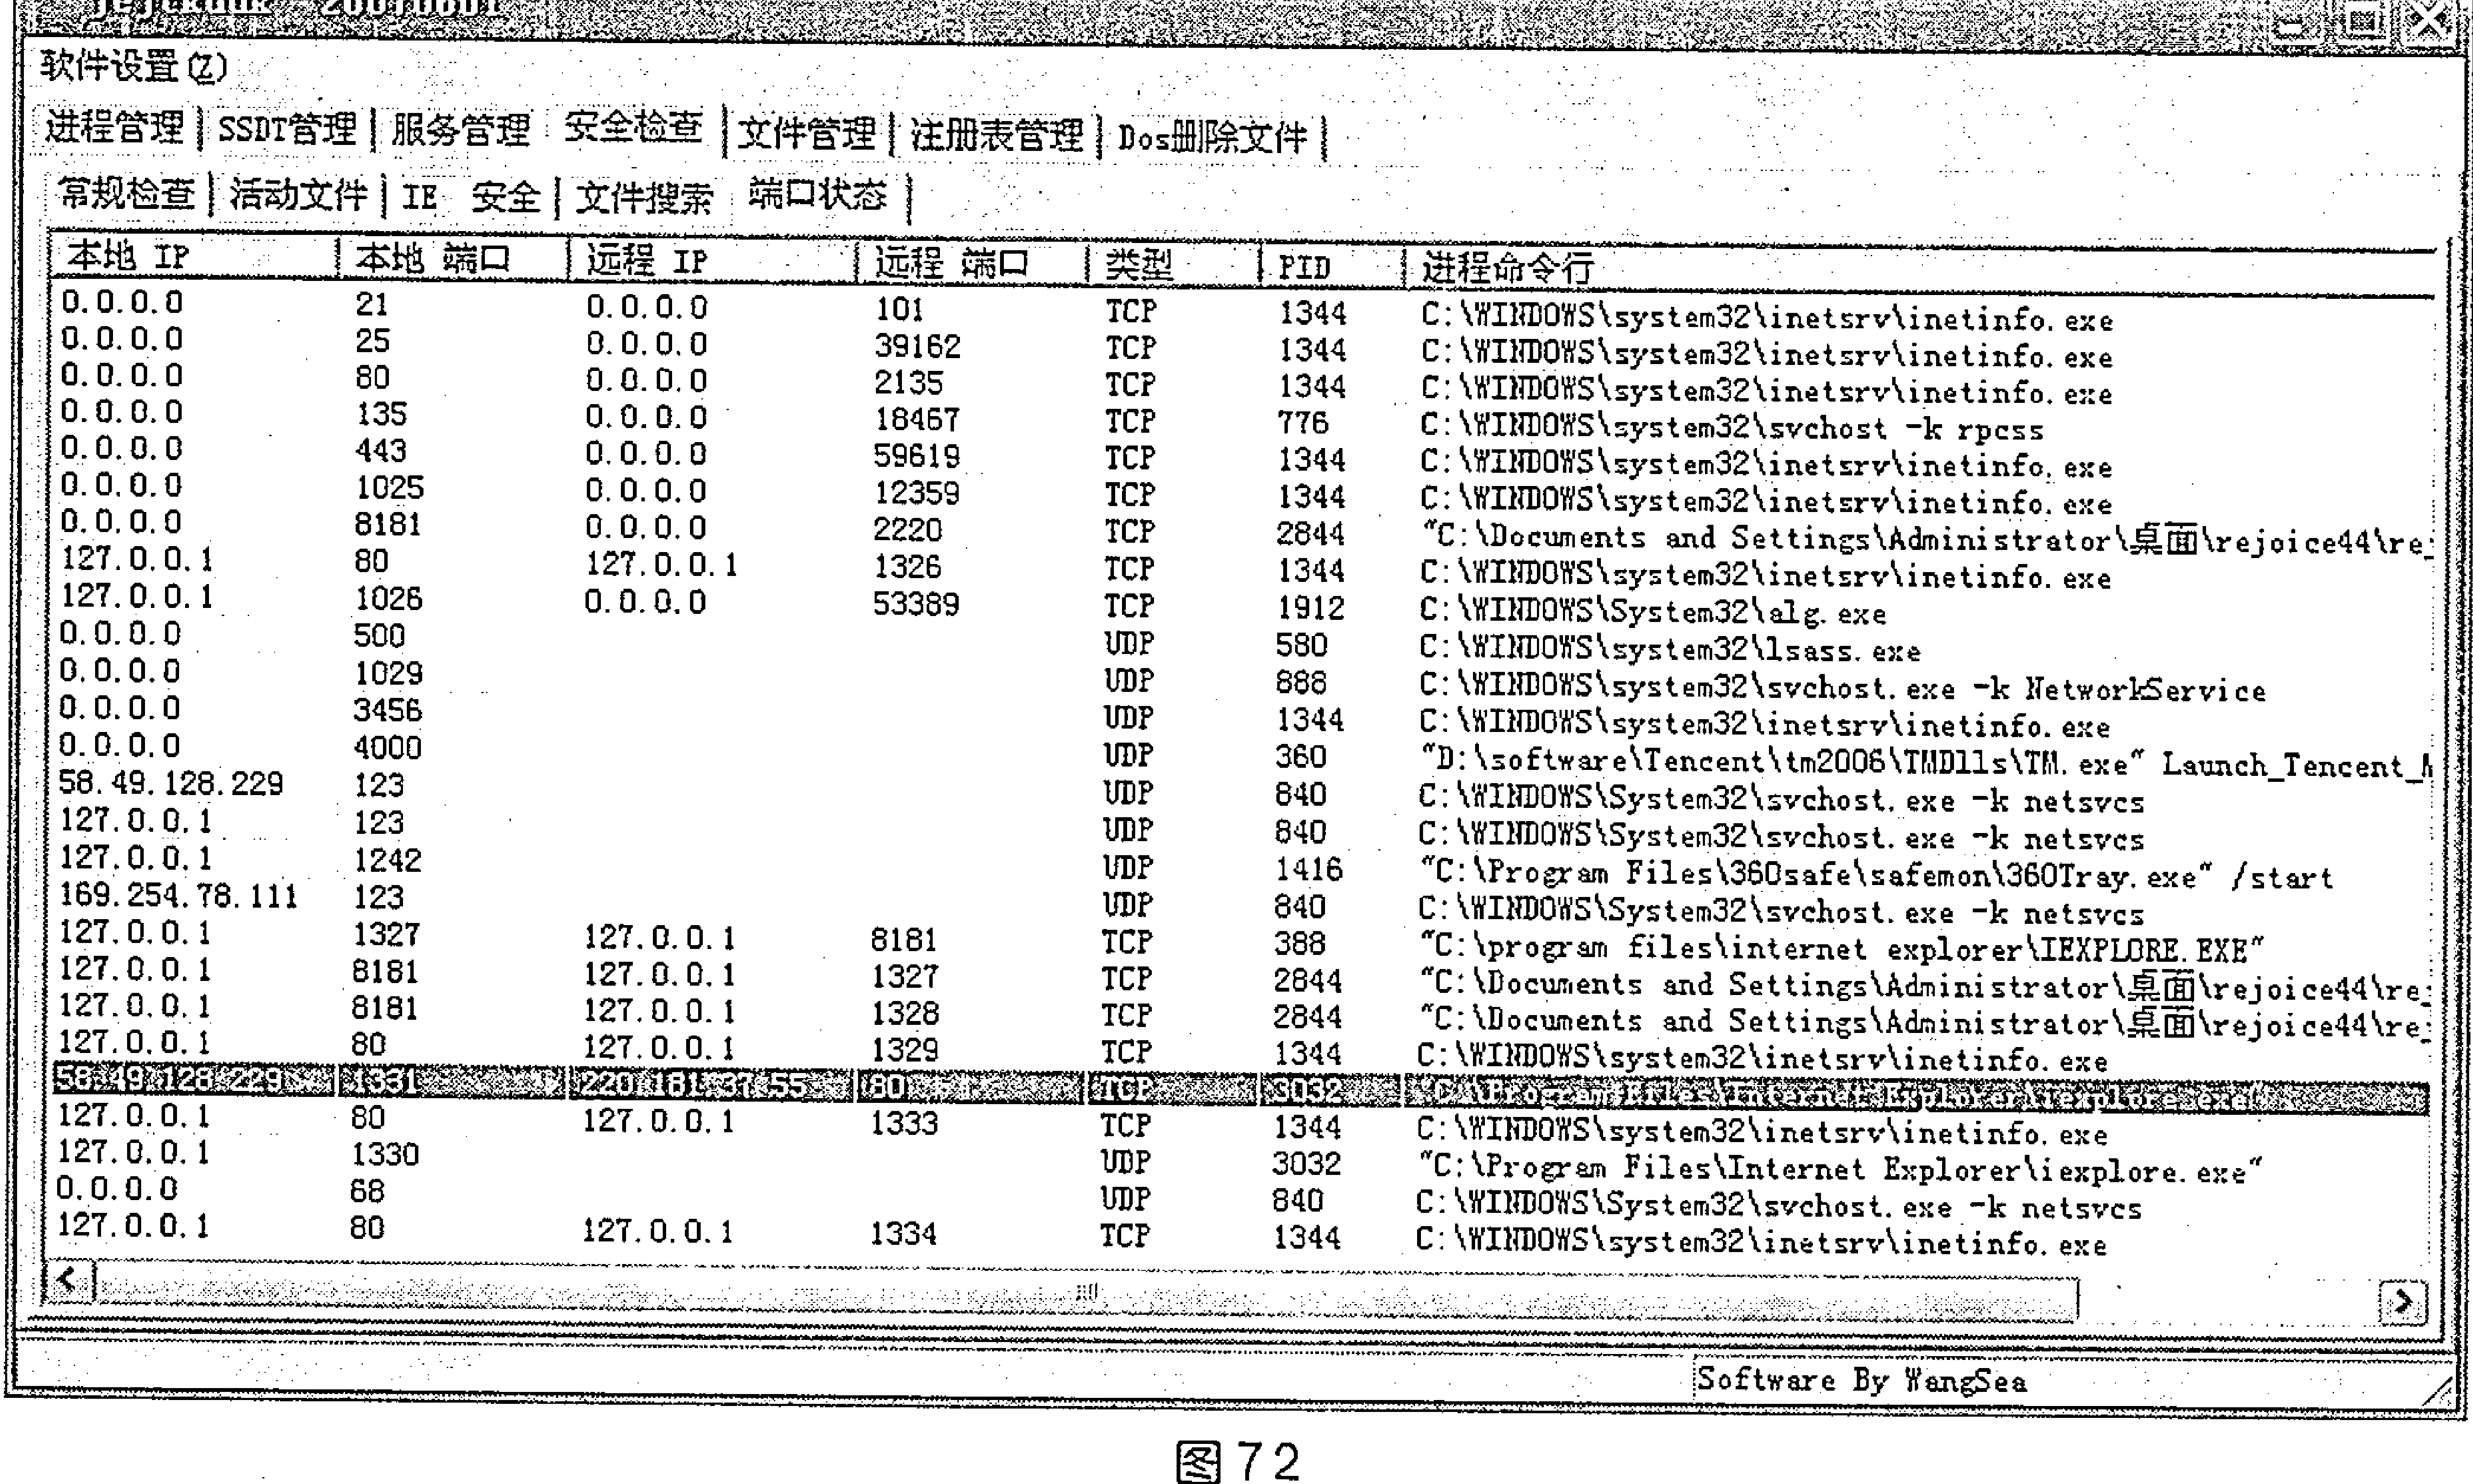 软件设置(Z)
进程管理 SSDT管理 服务管理 安全检查 文件管理 注册表管理 Dos删除文件
常规检查 活动文件 IE 安全 文件搜索 端口状态
本地 IP 本地 端口 远程 IP 远程 端口 类型 PID 进程命令行
0.0.0.0 21 0.0.0.0 101 TCP 1344 C:\WINDOWS\system32\inetsrv\inetinfo.exe
0.0.0.0 25 0.0.0.0 39162 TCP 1344 C:\WINDOWS\system32\inetsrv\inetinfo.exe
0.0.0.0 80 0.0.0.0 2135 TCP 1344 C:\WINDOWS\system32\inetsrv\inetinfo.exe
0.0.0.0 135 0.0.0.0 18467 TCP 776 C:\WINDOWS\system32\svchost -k rpcss
0.0.0.0 443 0.0.0.0 59619 TCP 1344 C:\WINDOWS\system32\inetsrv\inetinfo.exe
0.0.0.0 1025 0.0.0.0 12359 TCP 1344 C:\WINDOWS\system32\inetsrv\inetinfo.exe
0.0.0.0 8181 0.0.0.0 2220 TCP 2844 "C:\Documents and Settings\Administrator\桌面\rejoice44\re
127.0.0.1 80 127.0.0.1 1326 TCP 1344 C:\WINDOWS\system32\inetsrv\inetinfo.exe
127.0.0.1 1026 0.0.0.0 53389 TCP 1912 C:\WINDOWS\System32\alg.exe
0.0.0.0 500 UDP 580 C:\WINDOWS\system32\lsass.exe
0.0.0.0 1029 UDP 888 C:\WINDOWS\system32\svchost.exe -k NetworkService
0.0.0.0 3456 UDP 1344 C:\WINDOWS\system32\inetsrv\inetinfo.exe
0.0.0.0 4000 UDP 360 "D:\software\Tencent\tm2006\TMDlls\TM.exe" Launch_Tencent_
58.49.128.229 123 UDP 840 C:\WINDOWS\System32\svchost.exe -k netsvcs
127.0.0.1 123 UDP 840 C:\WINDOWS\System32\svchost.exe -k netsvcs
127.0.0.1 1242 UDP 1416 "C:\Program Files\360safe\safemon\360Tray.exe" /start
169.254.78.111 123 UDP 840 C:\WINDOWS\System32\svchost.exe -k netsvcs
127.0.0.1 1327 127.0.0.1 8181 TCP 388 "C:\program files\internet explorer\IEXPLORE.EXE"
127.0.0.1 8181 127.0.0.1 1327 TCP 2844 "C:\Documents and Settings\Administrator\桌面\rejoice44\re
127.0.0.1 8181 127.0.0.1 1328 TCP 2844 "C:\Documents and Settings\Administrator\桌面\rejoice44\re
127.0.0.1 80 127.0.0.1 1329 TCP 1344 C:\WINDOWS\system32\inetsrv\inetinfo.exe
58.49.128.229 1331 220.181.37.55 80 TCP 3032 "C:\Program Files\Internet Explorer\iexplore.exe"
127.0.0.1 80 127.0.0.1 1333 TCP 1344 C:\WINDOWS\system32\inetsrv\inetinfo.exe
127.0.0.1 1330 UDP 3032 "C:\Program Files\Internet Explorer\iexplore.exe"
0.0.0.0 68 UDP 840 C:\WINDOWS\System32\svchost.exe -k netsvcs
127.0.0.1 80 127.0.0.1 1334 TCP 1344 C:\WINDOWS\system32\inetsrv\inetinfo.exe
Software By WangSea
图72